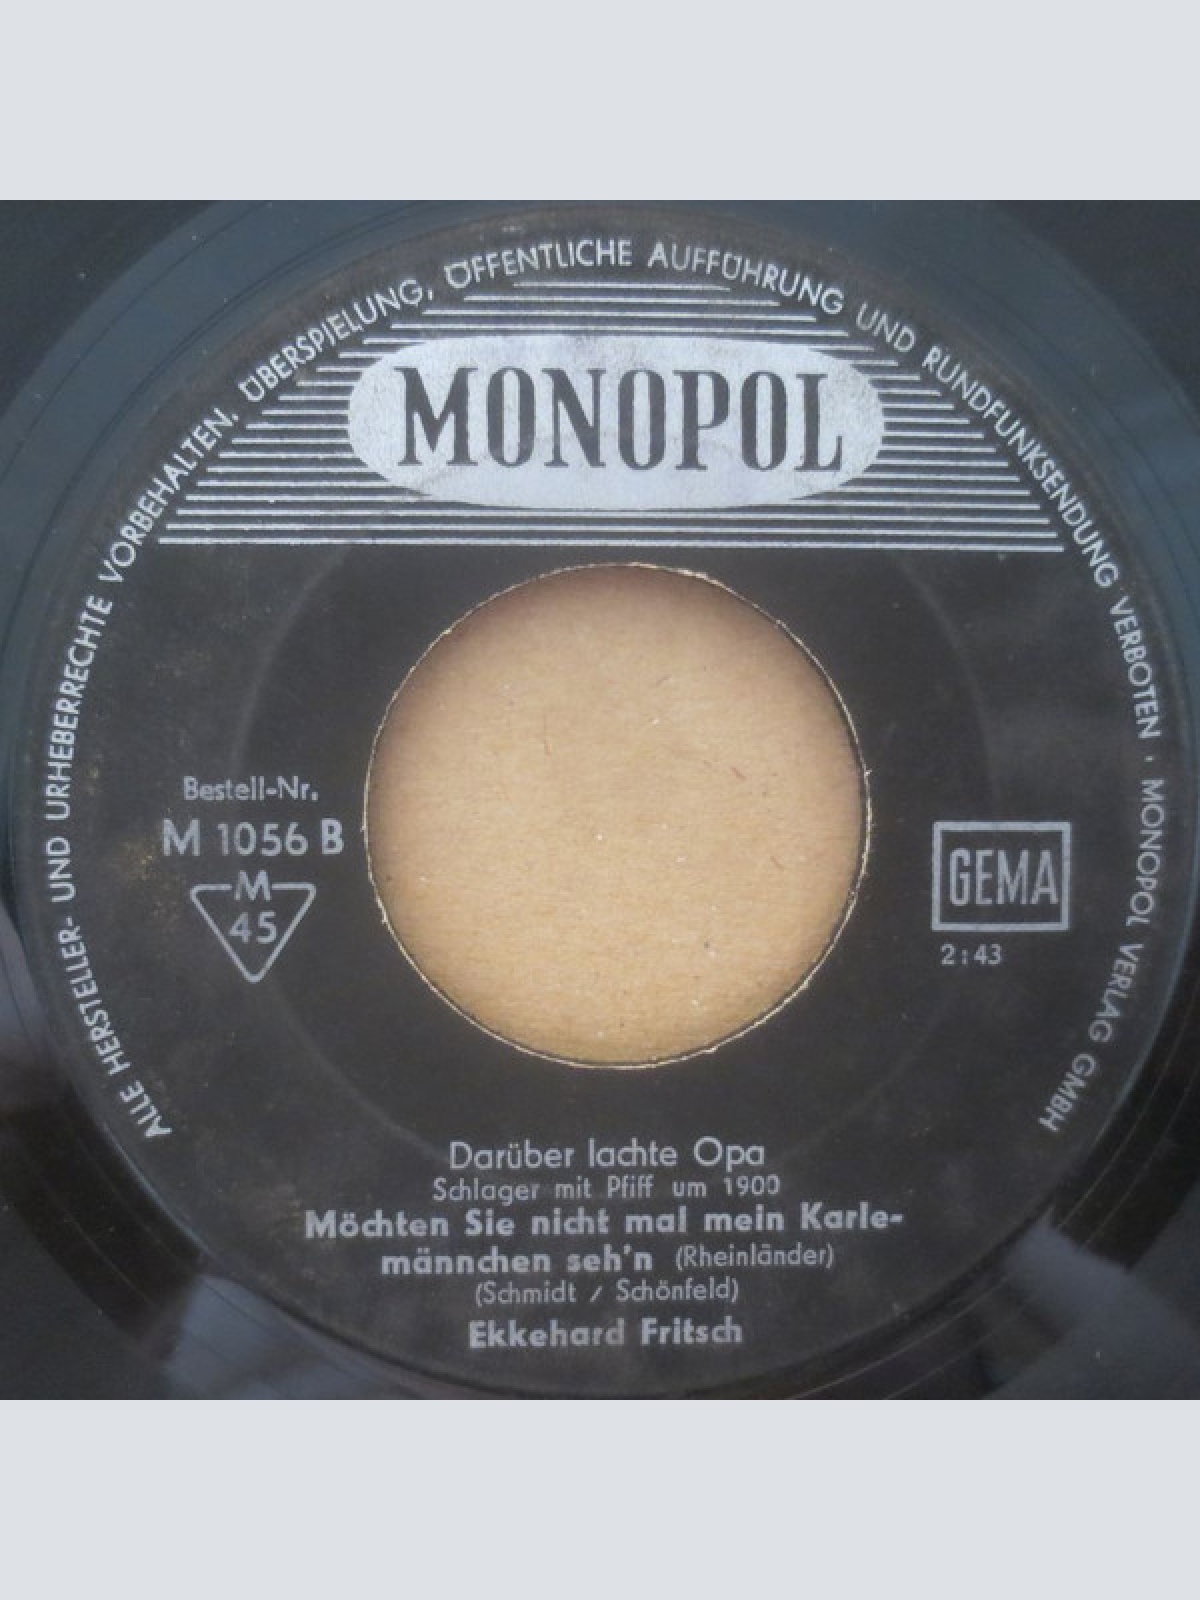 ALLE HERSTELLER- UND URHEBERRECHTE VORBEHALTEN. ÜBERSPIELUNG, ÖFFENTLICHE AUFFÜHRUNG UND RUNDFUNKSENDUNG VERBOTEN · MONOPOL VERLAG GMBH
MONOPOL
Bestell-Nr.
M 1056 B
M
45
GEMA
2:43
Darüber lachte Opa
Schlager mit Pfiff um 1900
Möchten Sie nicht mal mein Karle-
männchen seh'n (Rheinländer)
(Schmidt / Schönfeld)
Ekkehard Fritsch